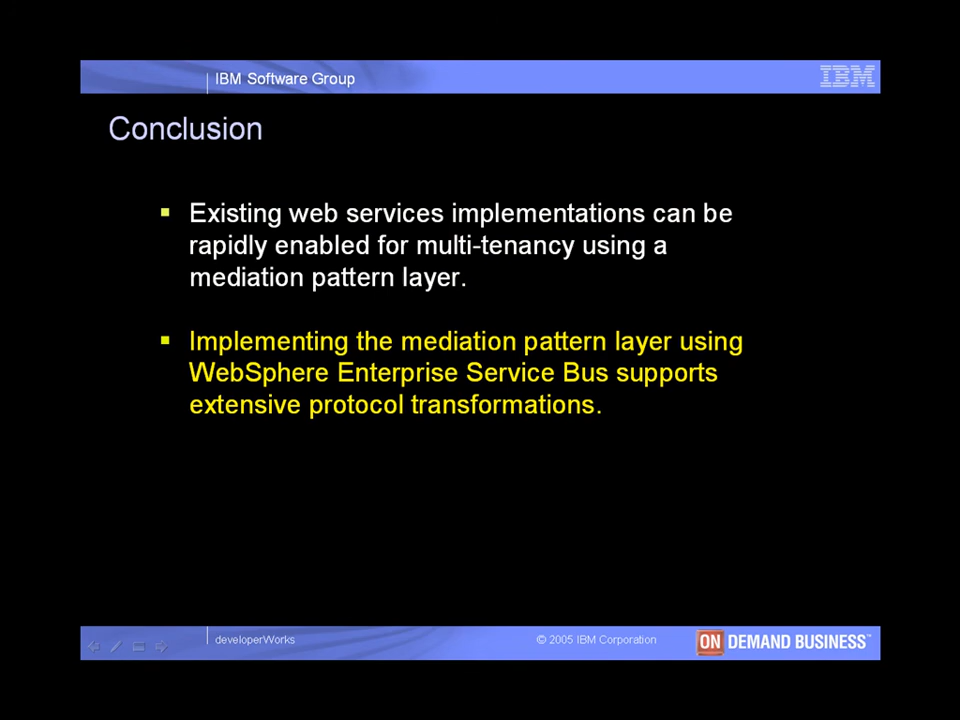 IBM Software Group
IBM
Conclusion
Existing web services implementations can be
rapidly enabled for multi-tenancy using a
mediation pattern layer.
Implementing the mediation pattern layer using
WebSphere Enterprise Service Bus supports
extensive protocol transformations.
developerWorks
© 2005 IBM Corporation
ON DEMAND BUSINESS™